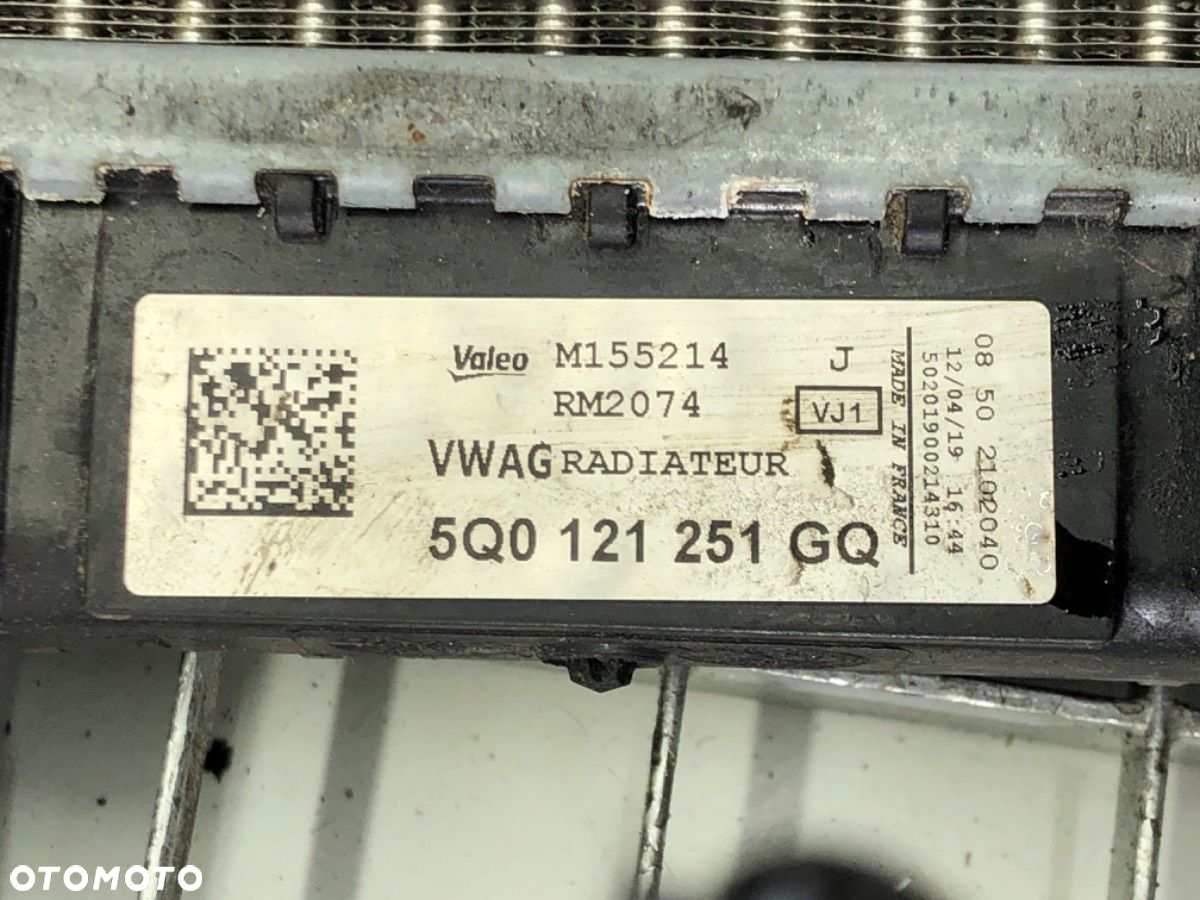 Valeo M155214 J
RM2074 VJ1
VWAG RADIATEUR
5Q0 121 251 GQ
MADE IN FRANCE
50201900214310
12/04/19 16:44
08 50 2102040
OTOMOTO